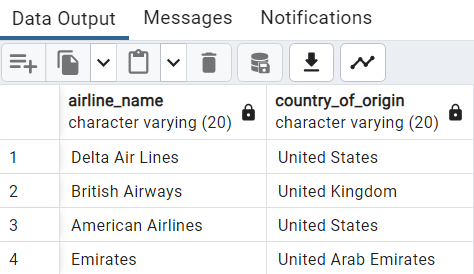 Data Output Messages Notifications
airline_name country_of_origin
character varying (20) character varying (20)
1 Delta Air Lines United States
2 British Airways United Kingdom
3 American Airlines United States
4 Emirates United Arab Emirates